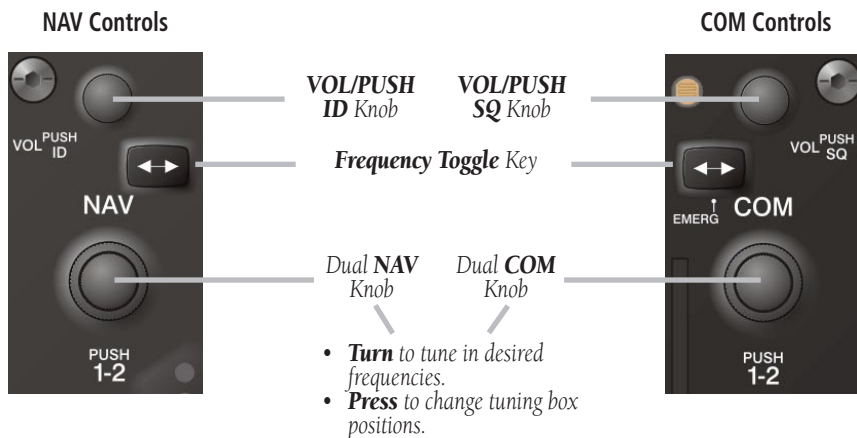 NAV Controls
COM Controls
VOL PUSH ID
NAV
PUSH
1-2
VOL/PUSH
ID Knob
VOL/PUSH
SQ Knob
Frequency Toggle Key
Dual NAV
Knob
Dual COM
Knob
• Turn to tune in desired
frequencies.
• Press to change tuning box
positions.
VOL PUSH SQ
EMERG
COM
PUSH
1-2